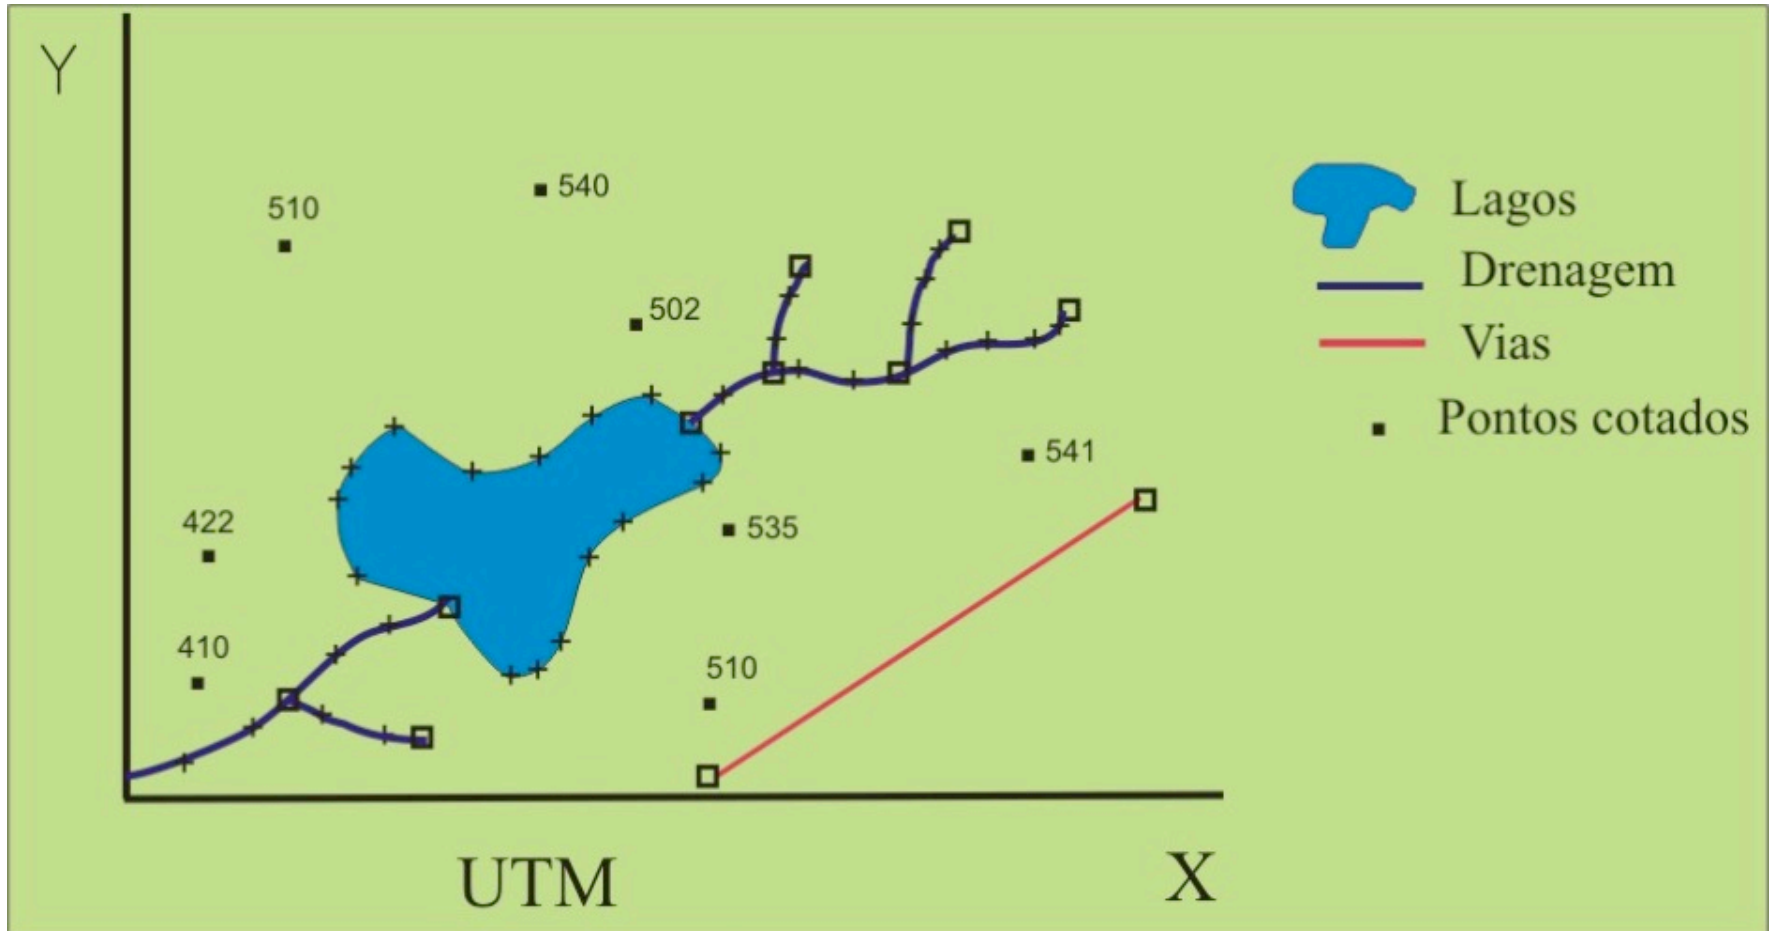 Y
510
540
502
541
422
535
410
510
UTM
X
Lagos
Drenagem
Vias
Pontos cotados